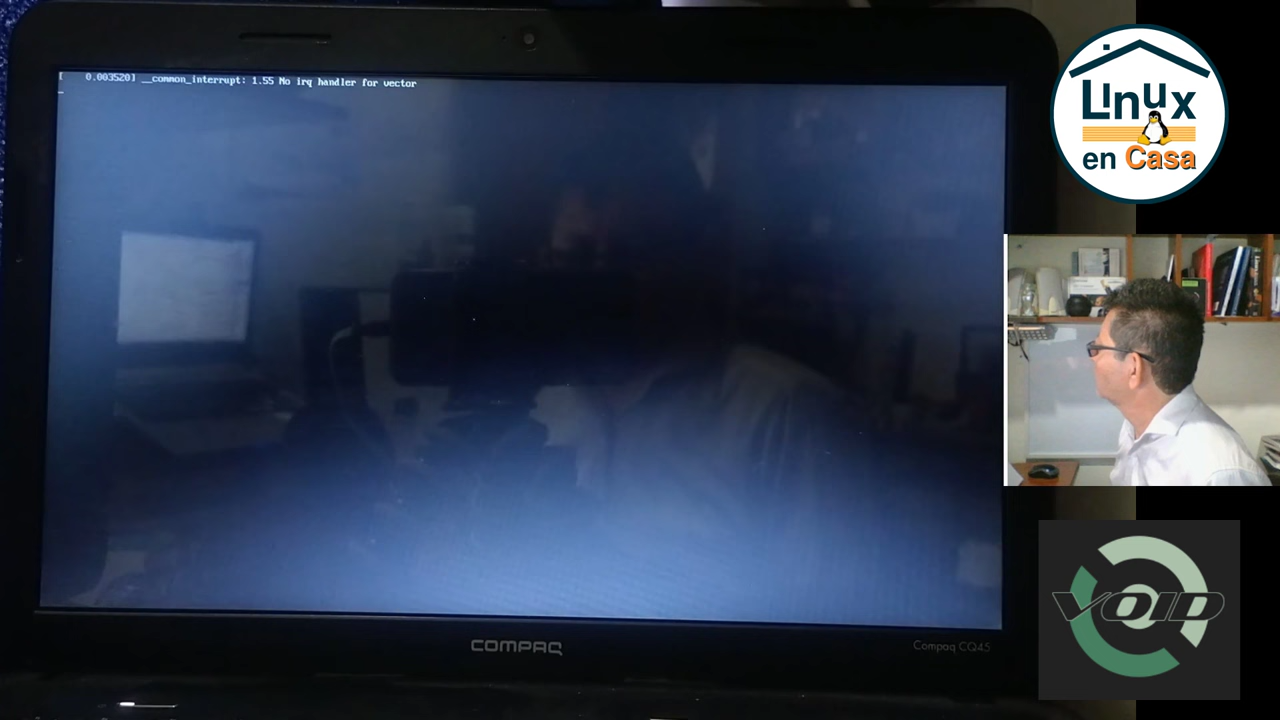 [    0.003520] __common_interrupt: 1.55 No irq handler for vector
COMPAQ
Compaq CQ45
Linux
en Casa
VOID